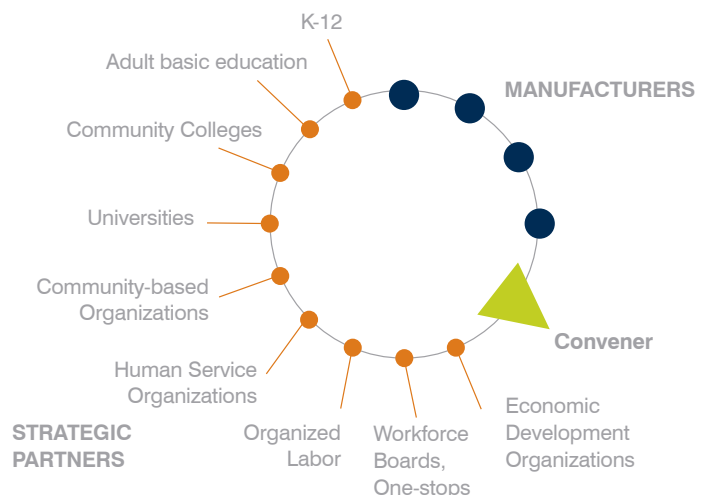 K-12
Adult basic education
MANUFACTURERS
Community Colleges
Universities
Community-based
Organizations
Convener
Human Service
Organizations
STRATEGIC
PARTNERS
Organized
Labor
Workforce
Boards,
One-stops
Economic
Development
Organizations